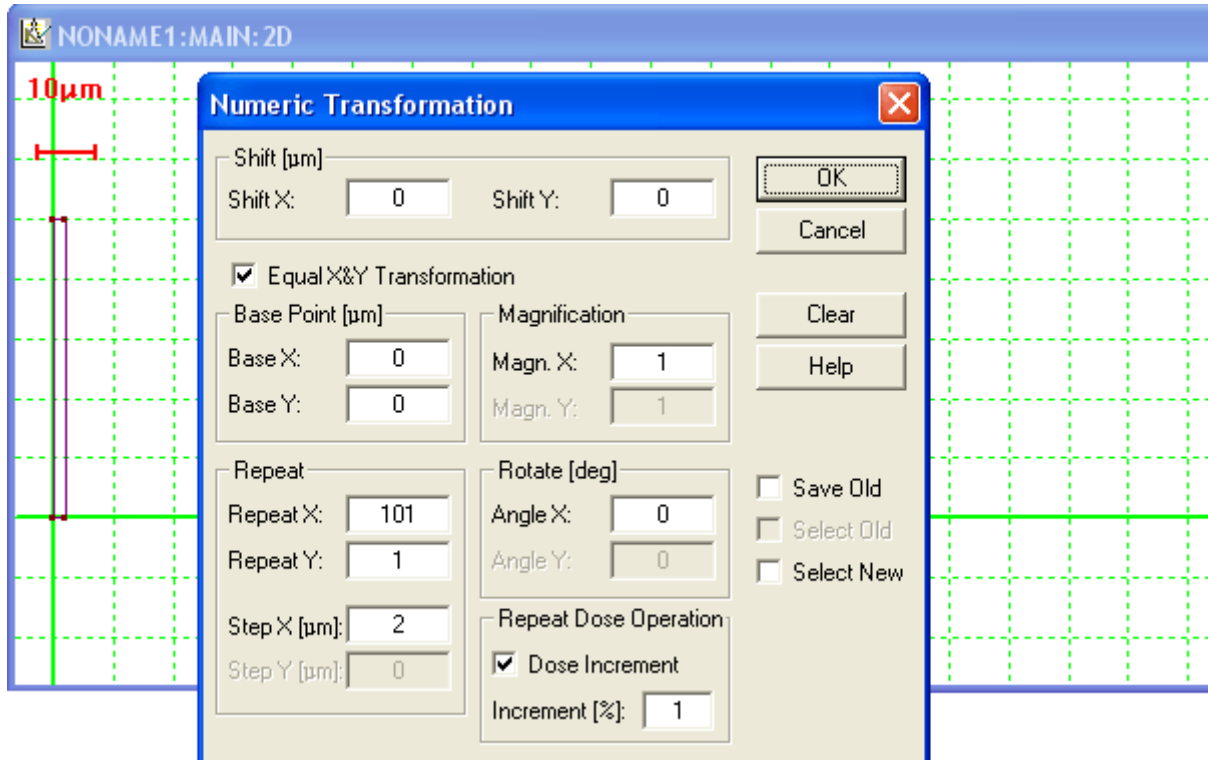 NONAME1:MAIN:2D
10µm
Numeric Transformation
Shift [µm]
Shift X: 0 Shift Y: 0
OK
Cancel
Equal X&Y Transformation
Base Point [µm] Magnification
Clear
Base X: 0 Magn. X: 1
Help
Base Y: 0 Magn. Y: 1
Repeat Rotate [deg]
Save Old
Repeat X: 101 Angle X: 0
Select Old
Repeat Y: 1 Angle Y: 0
Select New
Step X [µm]: 2 Repeat Dose Operation
Step Y [µm]: 0 Dose Increment
Increment [%]: 1